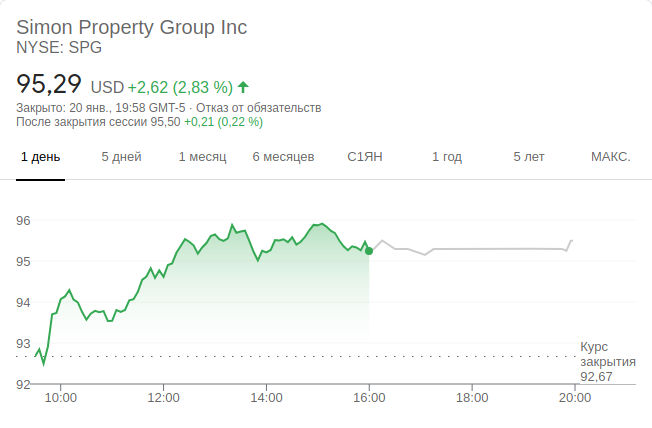 Simon Property Group Inc
NYSE: SPG
95,29 USD +2,62 (2,83 %)
Закрыто: 20 янв., 19:58 GMT-5 · Отказ от обязательств
После закрытия сессии 95,50 +0,21 (0,22 %)
1 день 5 дней 1 месяц 6 месяцев С1ЯН 1 год 5 лет МАКС.
96
95
94
93
92
Курс
закрытия
92,67
10:00 12:00 14:00 16:00 18:00 20:00